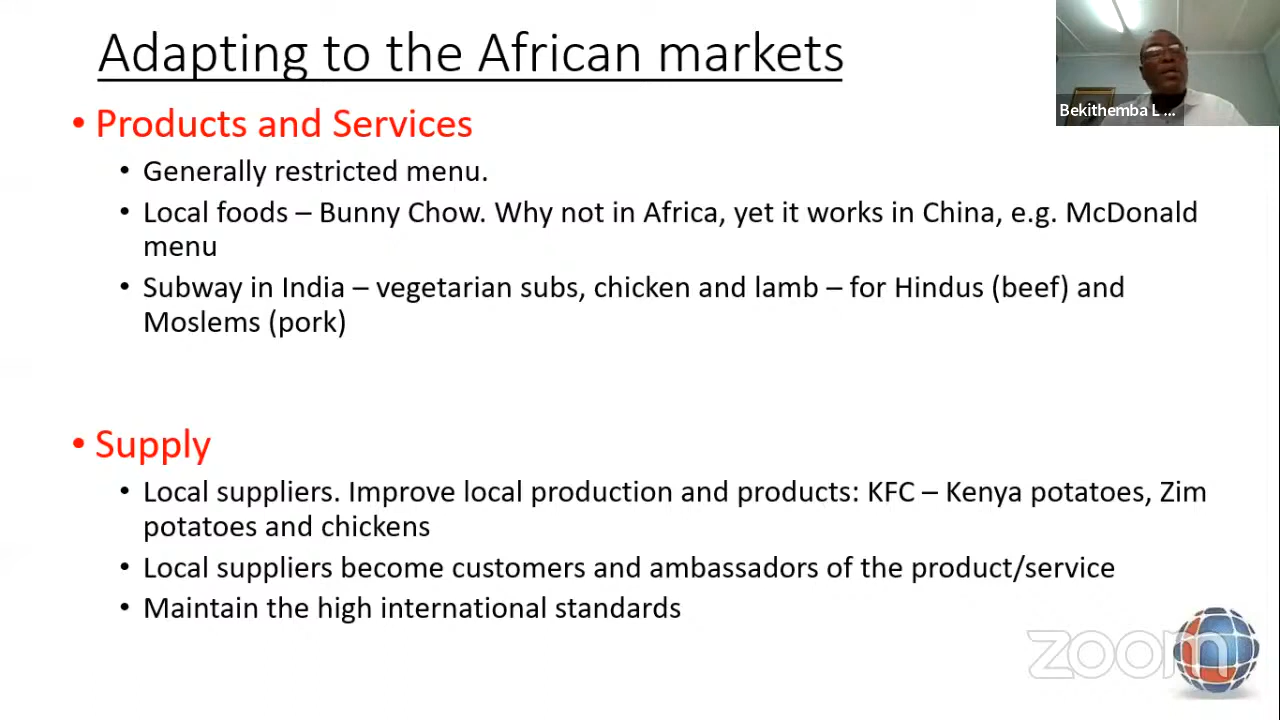 Adapting to the African markets
Bekithemba L ...
• Products and Services
• Generally restricted menu.
• Local foods – Bunny Chow. Why not in Africa, yet it works in China, e.g. McDonald
menu
• Subway in India – vegetarian subs, chicken and lamb – for Hindus (beef) and
Moslems (pork)
• Supply
• Local suppliers. Improve local production and products: KFC – Kenya potatoes, Zim
potatoes and chickens
• Local suppliers become customers and ambassadors of the product/service
• Maintain the high international standards
zoom